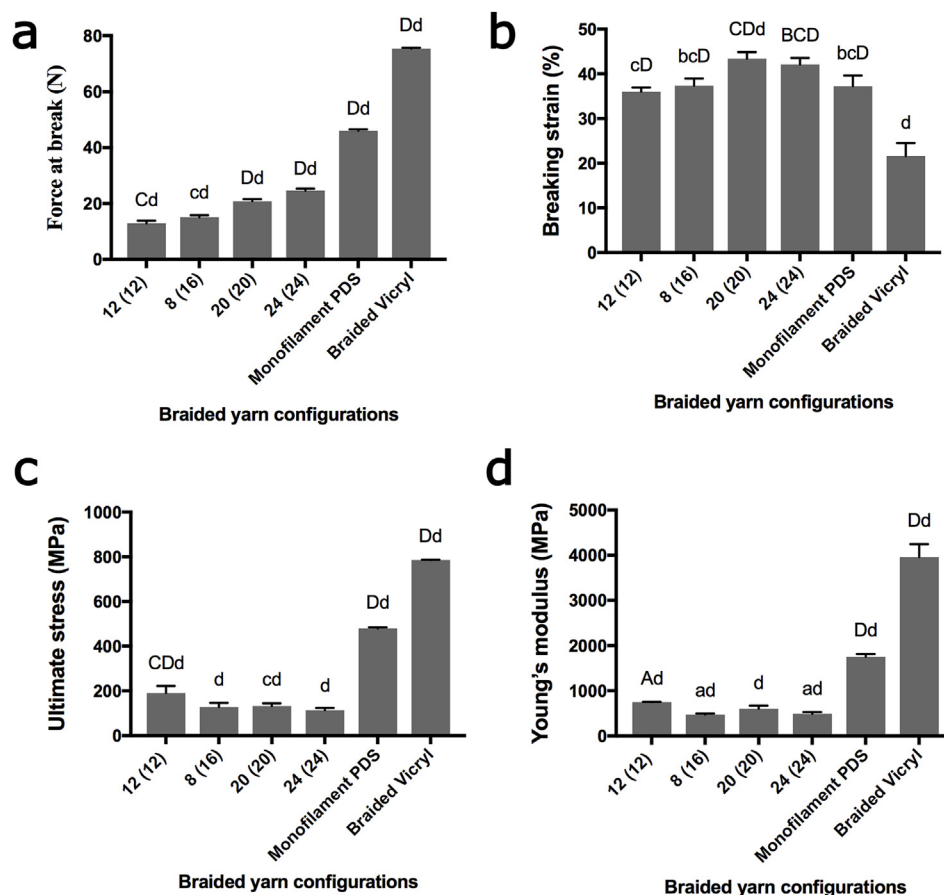 a
Force at break (N)
80
60
40
20
0
Cd
cd
Dd
Dd
Dd
Dd
12 (12)
8 (16)
20 (20)
24 (24)
Monofilament PDS
Braided Vicryl
Braided yarn configurations
b
Breaking strain (%)
50
40
30
20
10
0
cD
bcD
CDd
BCD
bcD
d
12 (12)
8 (16)
20 (20)
24 (24)
Monofilament PDS
Braided Vicryl
Braided yarn configurations
c
Ultimate stress (MPa)
1000
800
600
400
200
0
CDd
d
cd
d
Dd
Dd
12 (12)
8 (16)
20 (20)
24 (24)
Monofilament PDS
Braided Vicryl
Braided yarn configurations
d
Young's modulus (MPa)
5000
4000
3000
2000
1000
0
Ad
ad
d
ad
Dd
Dd
12 (12)
8 (16)
20 (20)
24 (24)
Monofilament PDS
Braided Vicryl
Braided yarn configurations